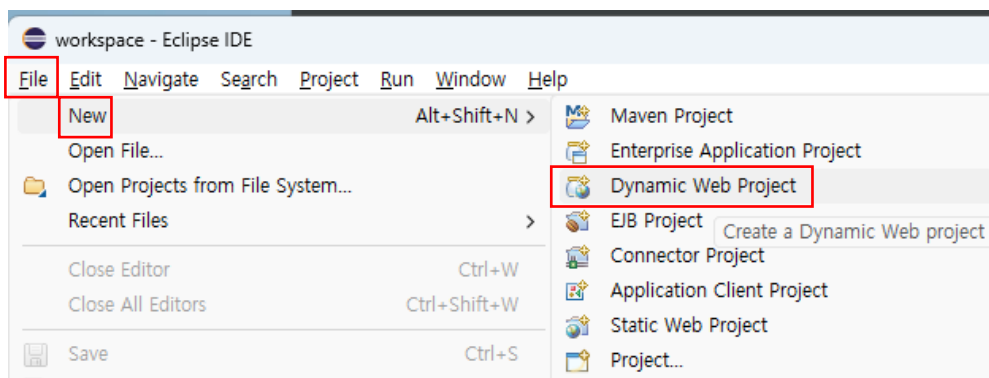 workspace - Eclipse IDE
File Edit Navigate Search Project Run Window Help
New Alt+Shift+N >
Open File...
Open Projects from File System...
Recent Files >
Close Editor Ctrl+W
Close All Editors Ctrl+Shift+W
Save Ctrl+S
Maven Project
Enterprise Application Project
Dynamic Web Project
EJB Project
Create a Dynamic Web project
Connector Project
Application Client Project
Static Web Project
Project...